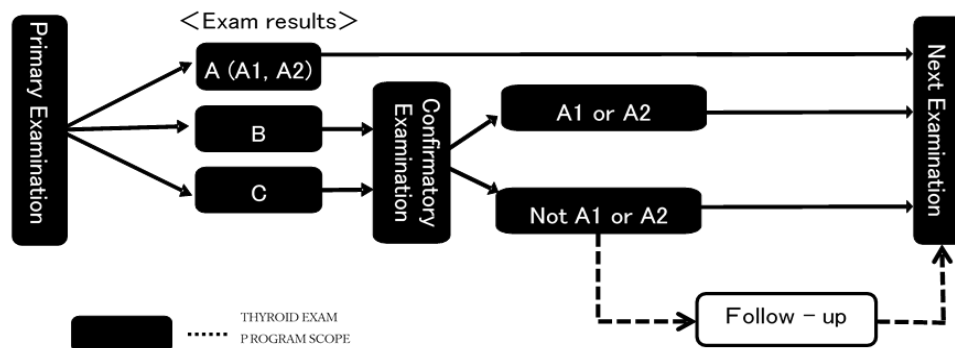 <Exam results>
Primary Examination
A (A1, A2)
B
C
Confirmatory
Examination
A1 or A2
Not A1 or A2
Next Examination
Follow – up
THYROID EXAM
PROGRAM SCOPE